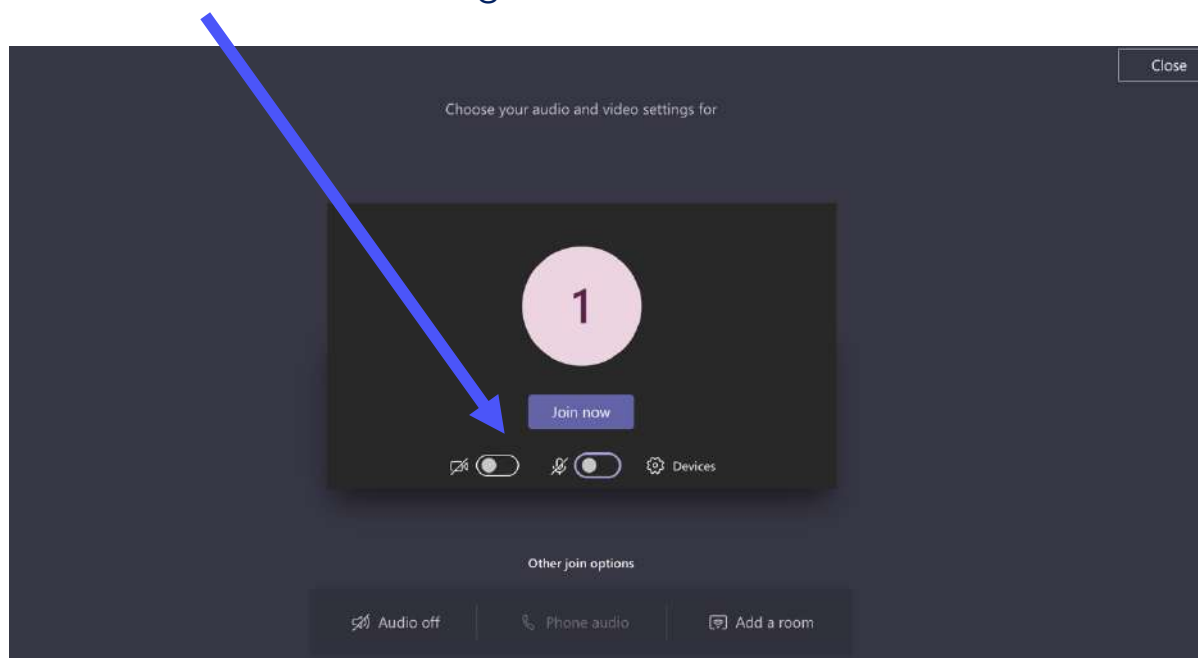 Close
Choose your audio and video settings for
1
Join now
Devices
Other join options
Audio off
Phone audio
Add a room